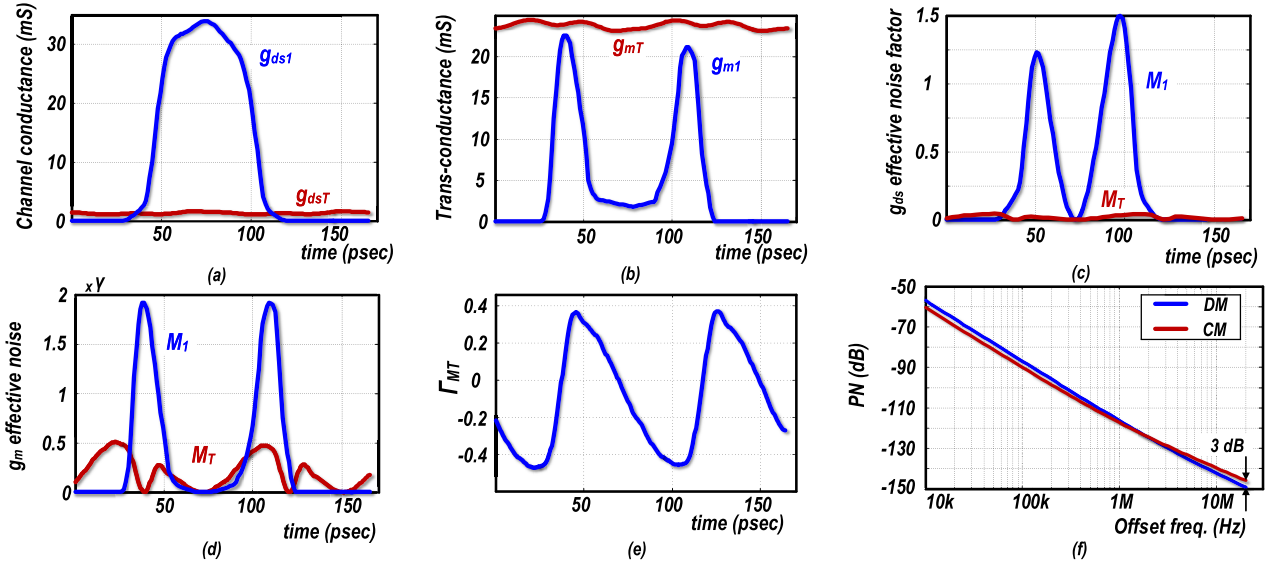 Channel conductance (mS)
30
20
10
0
g_ds1
g_dsT
50
100
150
time (psec)
(a)
Trans-conductance (mS)
20
15
10
5
0
g_mT
g_m1
50
100
150
time (psec)
(b)
g_ds effective noise factor
1.5
1
0.5
0
M_1
M_T
50
100
150
time (psec)
(c)
g_m effective noise
x γ
2
1.5
1
0.5
0
M_1
M_T
50
100
150
time (psec)
(d)
Γ_MT
0.4
0.2
0
-0.2
-0.4
50
100
150
time (psec)
(e)
PN (dB)
-50
-70
-90
-110
-130
-150
DM
CM
3 dB
10k
100k
1M
10M
Offset freq. (Hz)
(f)